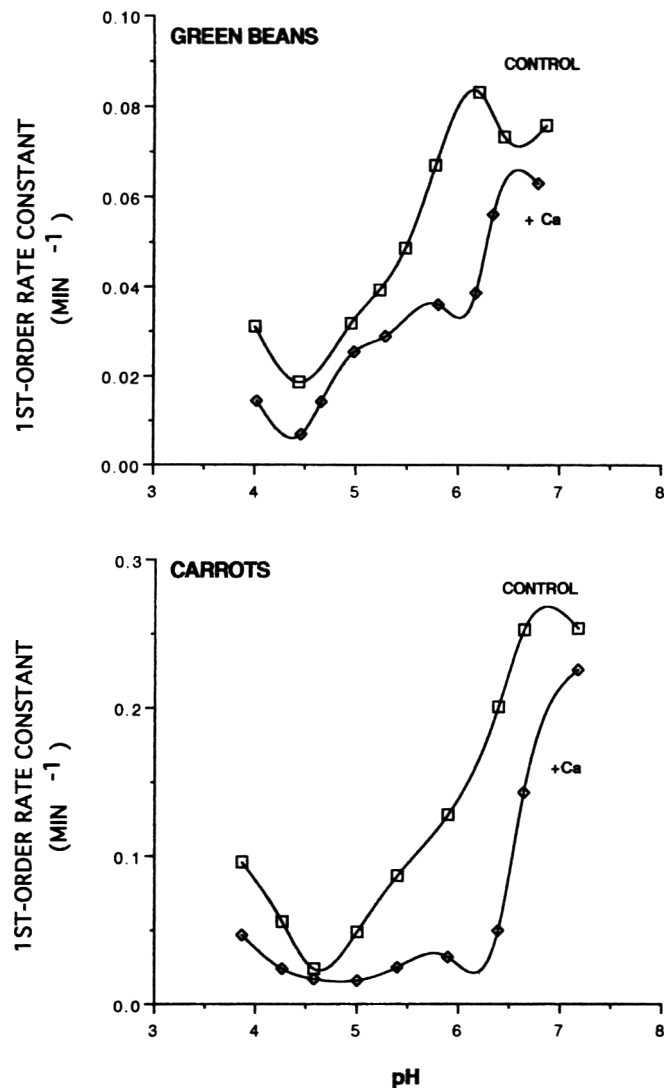 GREEN BEANS
CONTROL
+ Ca
1ST-ORDER RATE CONSTANT
(MIN -1)
0.10
0.08
0.06
0.04
0.02
0.00
3 4 5 6 7 8
CARROTS
CONTROL
+Ca
1ST-ORDER RATE CONSTANT
(MIN -1)
0.3
0.2
0.1
0.0
3 4 5 6 7 8
pH